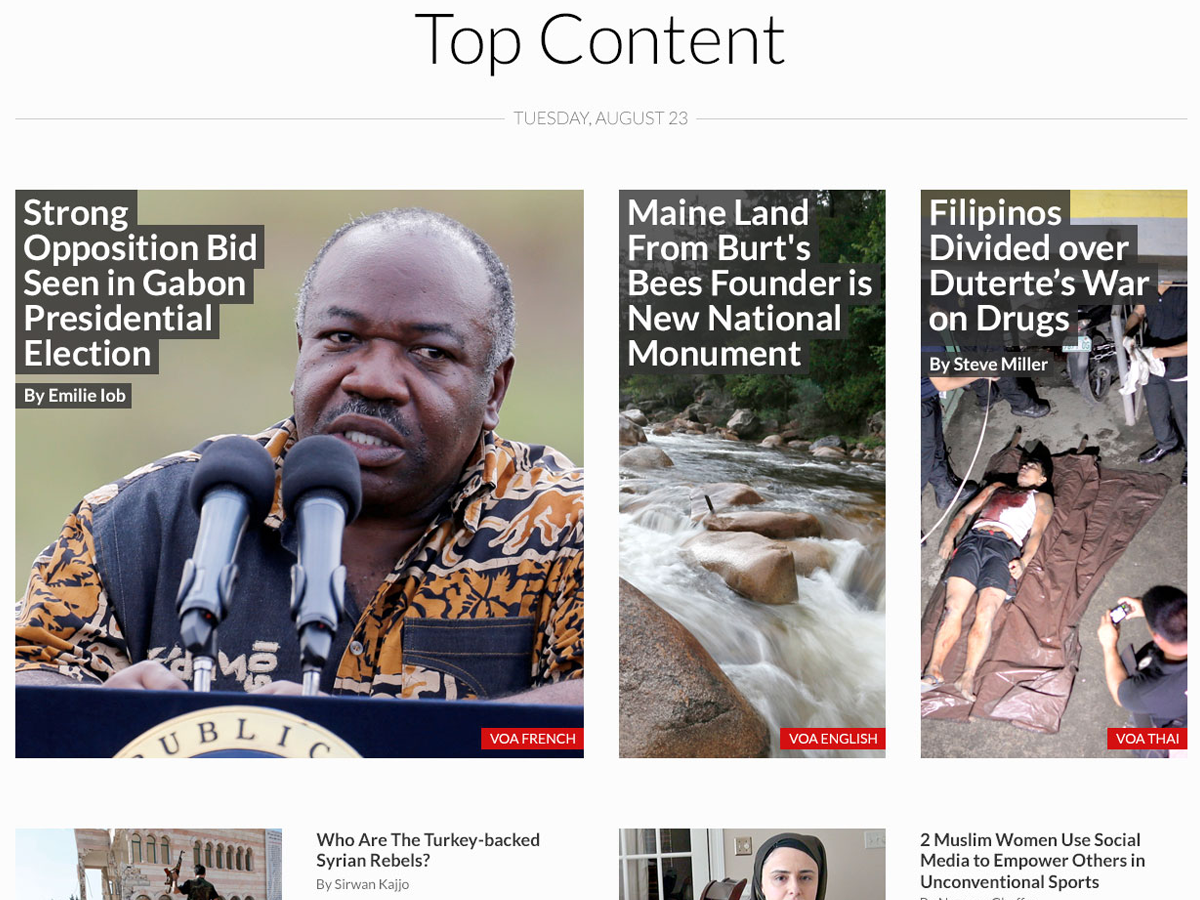 Top Content
TUESDAY, AUGUST 23
Strong
Opposition Bid
Seen in Gabon
Presidential
Election
By Emilie Iob
PUBLIC
VOA FRENCH
Maine Land
From Burt's
Bees Founder is
New National
Monument
VOA ENGLISH
Filipinos
Divided over
Duterte’s War
on Drugs
By Steve Miller
VOA THAI
Who Are The Turkey-backed
Syrian Rebels?
By Sirwan Kajjo
2 Muslim Women Use Social
Media to Empower Others in
Unconventional Sports